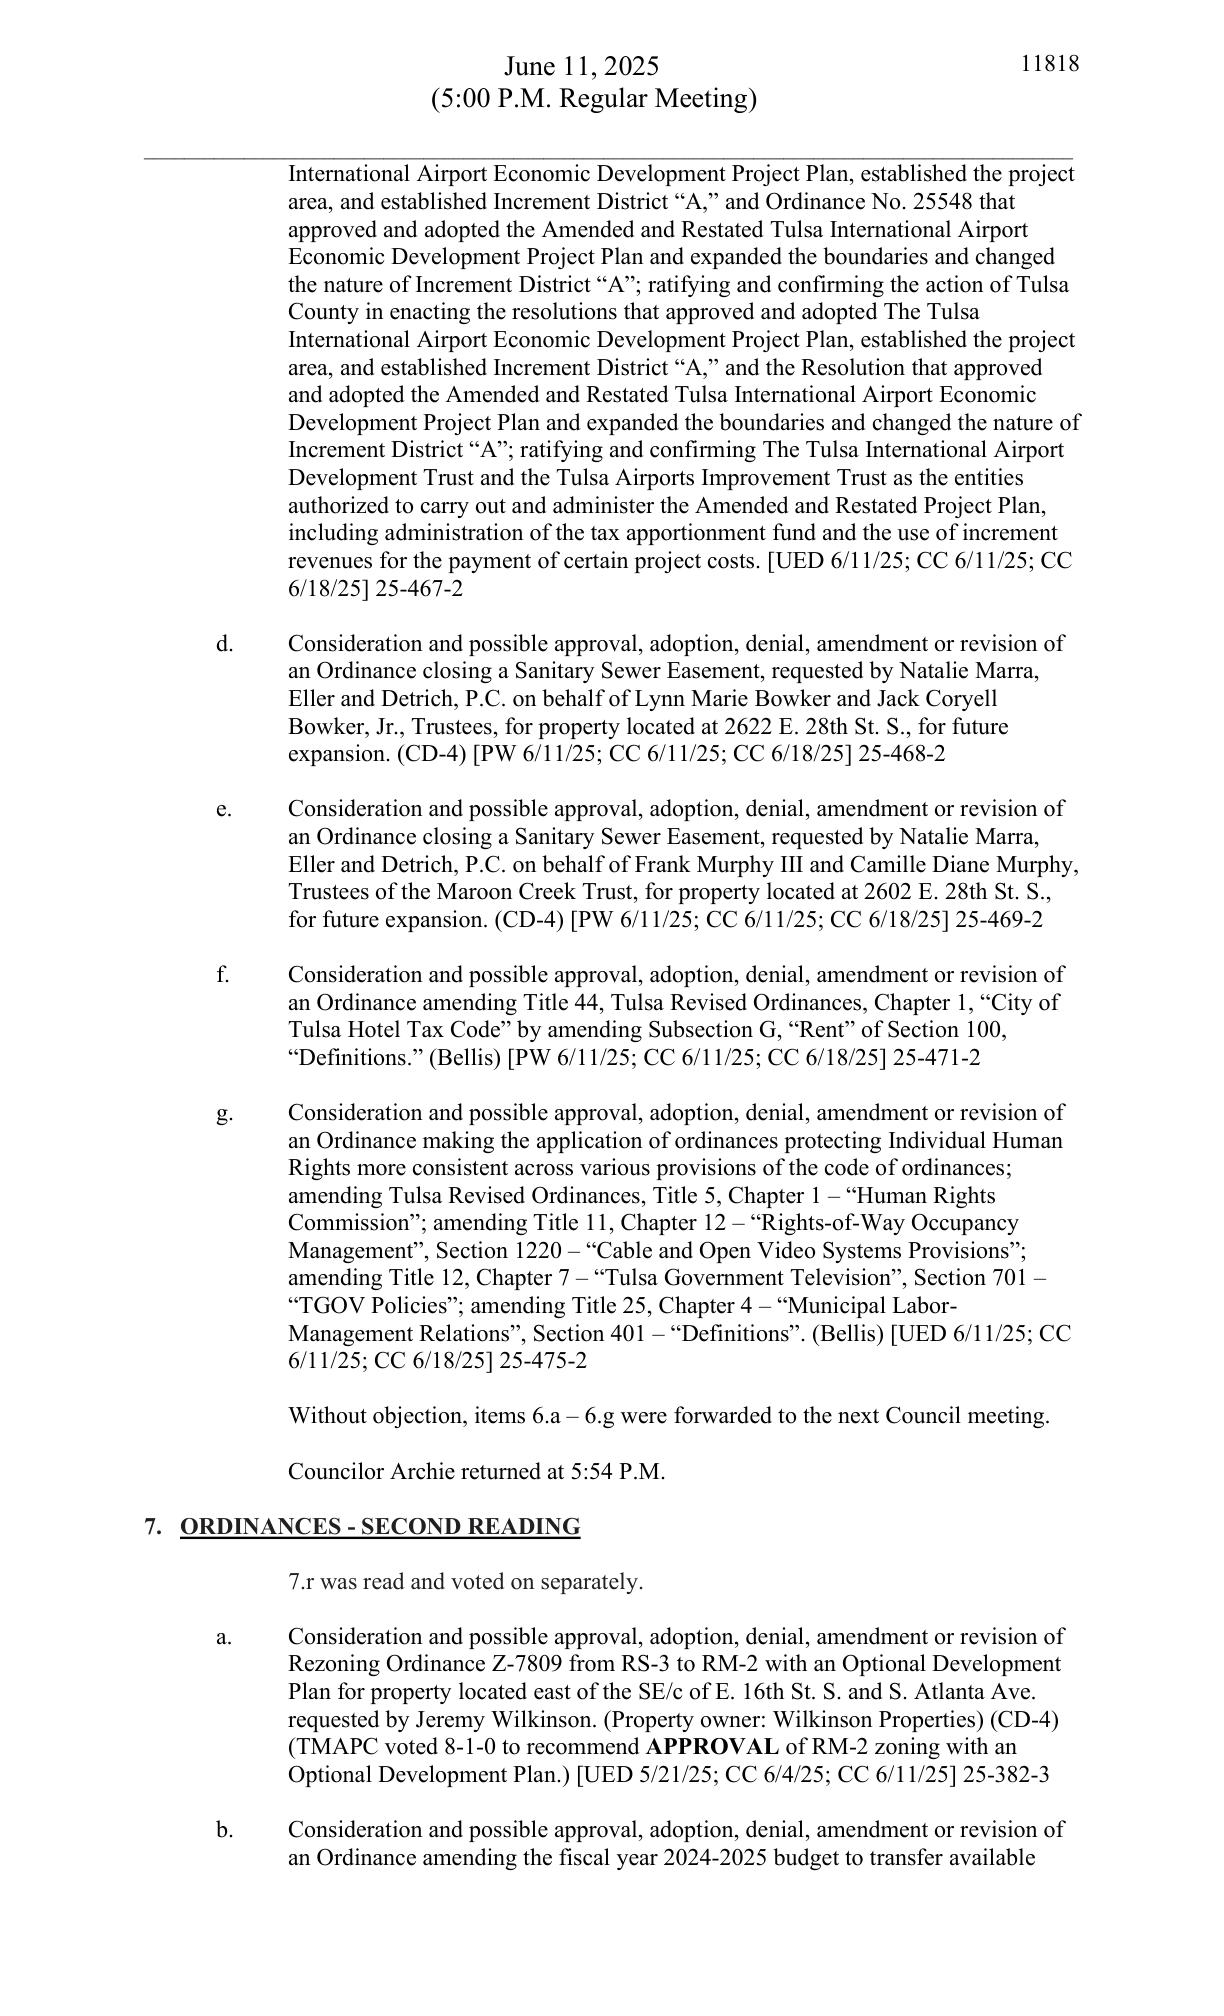 June 11, 2025
11818
(5:00 P.M. Regular Meeting)
International Airport Economic Development Project Plan, established the project
area, and established Increment District “A,” and Ordinance No. 25548 that
approved and adopted the Amended and Restated Tulsa International Airport
Economic Development Project Plan and expanded the boundaries and changed
the nature of Increment District “A”; ratifying and confirming the action of Tulsa
County in enacting the resolutions that approved and adopted The Tulsa
International Airport Economic Development Project Plan, established the project
area, and established Increment District “A,” and the Resolution that approved
and adopted the Amended and Restated Tulsa International Airport Economic
Development Project Plan and expanded the boundaries and changed the nature of
Increment District “A”; ratifying and confirming The Tulsa International Airport
Development Trust and the Tulsa Airports Improvement Trust as the entities
authorized to carry out and administer the Amended and Restated Project Plan,
including administration of the tax apportionment fund and the use of increment
revenues for the payment of certain project costs. [UED 6/11/25; CC 6/11/25; CC
6/18/25] 25-467-2
d. Consideration and possible approval, adoption, denial, amendment or revision of
an Ordinance closing a Sanitary Sewer Easement, requested by Natalie Marra,
Eller and Detrich, P.C. on behalf of Lynn Marie Bowker and Jack Coryell
Bowker, Jr., Trustees, for property located at 2622 E. 28th St. S., for future
expansion. (CD-4) [PW 6/11/25; CC 6/11/25; CC 6/18/25] 25-468-2
e. Consideration and possible approval, adoption, denial, amendment or revision of
an Ordinance closing a Sanitary Sewer Easement, requested by Natalie Marra,
Eller and Detrich, P.C. on behalf of Frank Murphy III and Camille Diane Murphy,
Trustees of the Maroon Creek Trust, for property located at 2602 E. 28th St. S.,
for future expansion. (CD-4) [PW 6/11/25; CC 6/11/25; CC 6/18/25] 25-469-2
f. Consideration and possible approval, adoption, denial, amendment or revision of
an Ordinance amending Title 44, Tulsa Revised Ordinances, Chapter 1, “City of
Tulsa Hotel Tax Code” by amending Subsection G, “Rent” of Section 100,
“Definitions.” (Bellis) [PW 6/11/25; CC 6/11/25; CC 6/18/25] 25-471-2
g. Consideration and possible approval, adoption, denial, amendment or revision of
an Ordinance making the application of ordinances protecting Individual Human
Rights more consistent across various provisions of the code of ordinances;
amending Tulsa Revised Ordinances, Title 5, Chapter 1 – “Human Rights
Commission”; amending Title 11, Chapter 12 – “Rights-of-Way Occupancy
Management”, Section 1220 – “Cable and Open Video Systems Provisions”;
amending Title 12, Chapter 7 – “Tulsa Government Television”, Section 701 –
“TGOV Policies”; amending Title 25, Chapter 4 – “Municipal Labor-
Management Relations”, Section 401 – “Definitions”. (Bellis) [UED 6/11/25; CC
6/11/25; CC 6/18/25] 25-475-2
Without objection, items 6.a – 6.g were forwarded to the next Council meeting.
Councilor Archie returned at 5:54 P.M.
7. ORDINANCES - SECOND READING
7.r was read and voted on separately.
a. Consideration and possible approval, adoption, denial, amendment or revision of
Rezoning Ordinance Z-7809 from RS-3 to RM-2 with an Optional Development
Plan for property located east of the SE/c of E. 16th St. S. and S. Atlanta Ave.
requested by Jeremy Wilkinson. (Property owner: Wilkinson Properties) (CD-4)
(TMAPC voted 8-1-0 to recommend APPROVAL of RM-2 zoning with an
Optional Development Plan.) [UED 5/21/25; CC 6/4/25; CC 6/11/25] 25-382-3
b. Consideration and possible approval, adoption, denial, amendment or revision of
an Ordinance amending the fiscal year 2024-2025 budget to transfer available